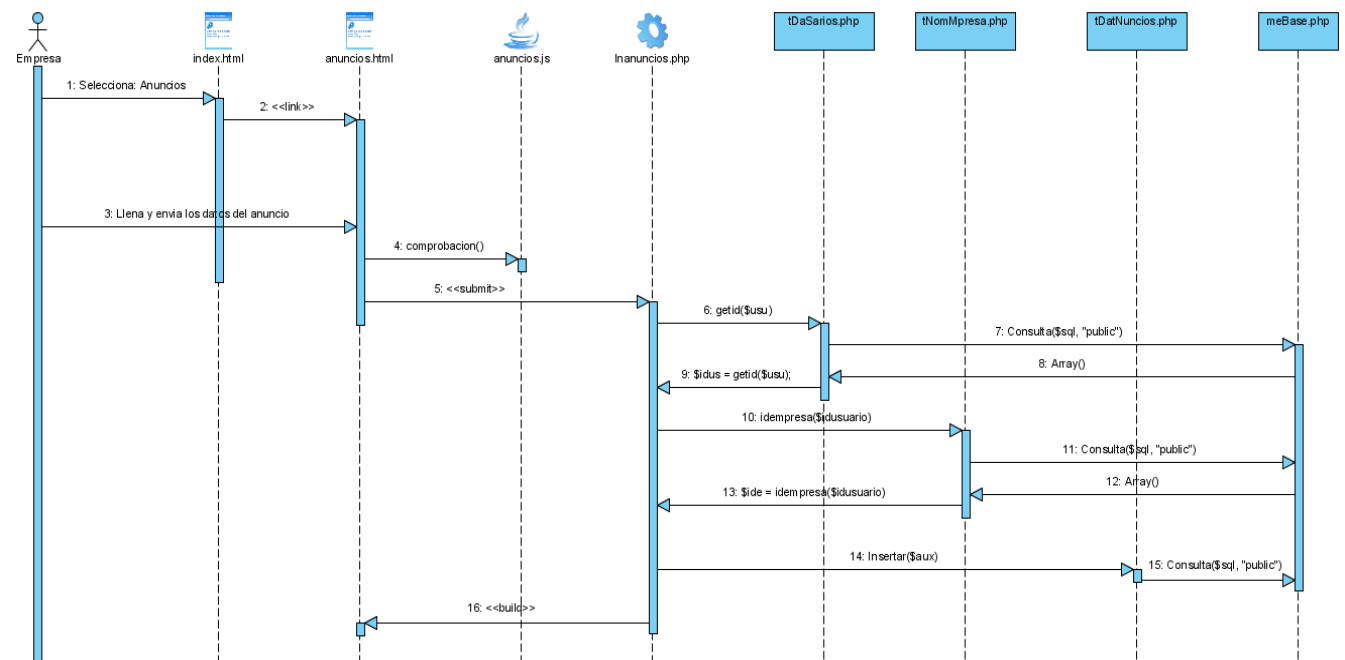 tDaSarios.php
tNomMpresa.php
tDatNuncios.php
meBase.php
Empresa
index.html
anuncios.html
anuncios.js
Inanuncios.php
1: Selecciona: Anuncios
2: <<link>>
3: Llena y envia los datos del anuncio
4: comprobacion()
5: <<submit>>
6: getid($usu)
7: Consulta($sql, "public")
8: Array()
9: $idus = getid($usu);
10: idempresa($idusuario)
11: Consulta($sql, "public")
12: Array()
13: $ide = idempresa($idusuario)
14: Insertar($aux)
15: Consulta($sql, "public")
16: <<build>>